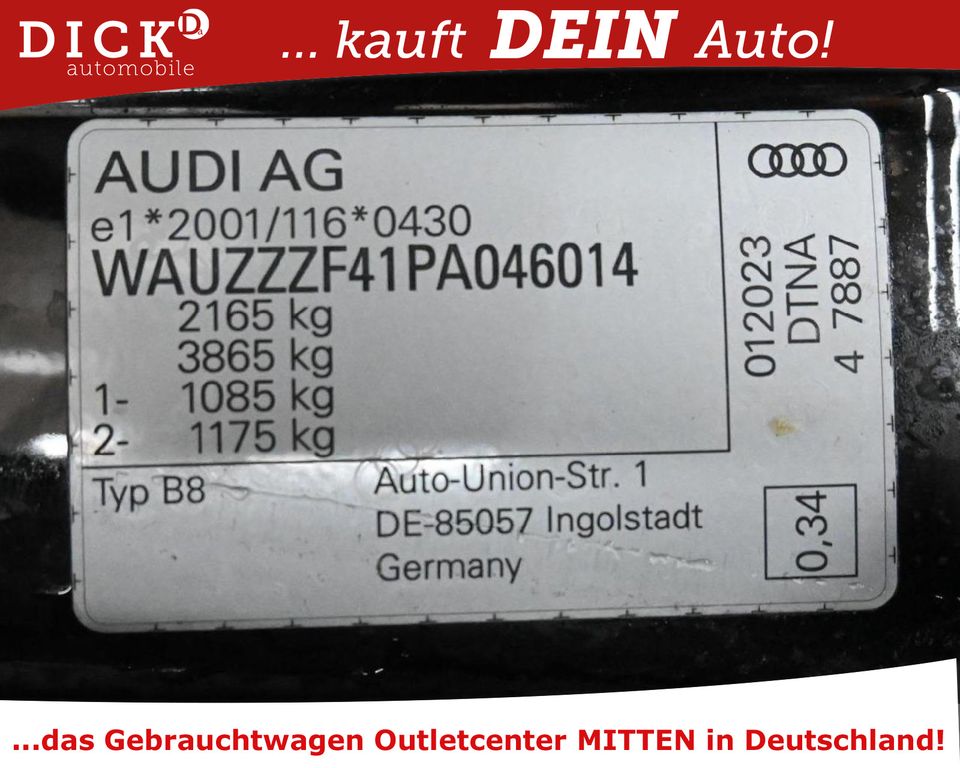 DICK Da
automobile
... kauft DEIN Auto!
AUDI AG
e1*2001/116*0430
WAUZZZF41PA046014
2165 kg
3865 kg
1- 1085 kg
2- 1175 kg
Typ B8
Auto-Union-Str. 1
DE-85057 Ingolstadt
Germany
012023
DTNA
4 7887
0,34
...das Gebrauchtwagen Outletcenter MITTEN in Deutschland!